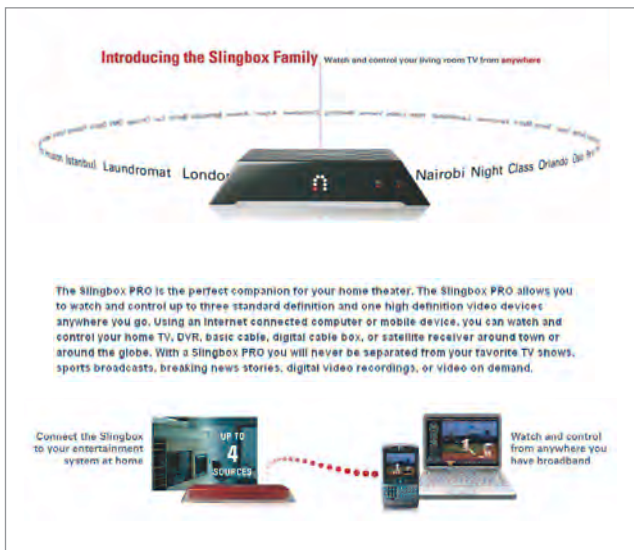 Introducing the Slingbox Family Watch and control your living room TV from anywhere
Istanbul Laundromat London
Nairobi Night Class Orlando Oslo
The Slingbox PRO is the perfect companion for your home theater. The Slingbox PRO allows you
to watch and control up to three standard definition and one high definition video devices
anywhere you go. Using an Internet connected computer or mobile device, you can watch and
control your home TV, DVR, basic cable, digital cable box, or satellite receiver around town or
around the globe. With a Slingbox PRO you will never be separated from your favorite TV shows,
sports broadcasts, breaking news stories, digital video recordings, or video on demand.
Connect the Slingbox
to your entertainment
system at home
UP TO
4
SOURCES
Watch and control
from anywhere you
have broadband